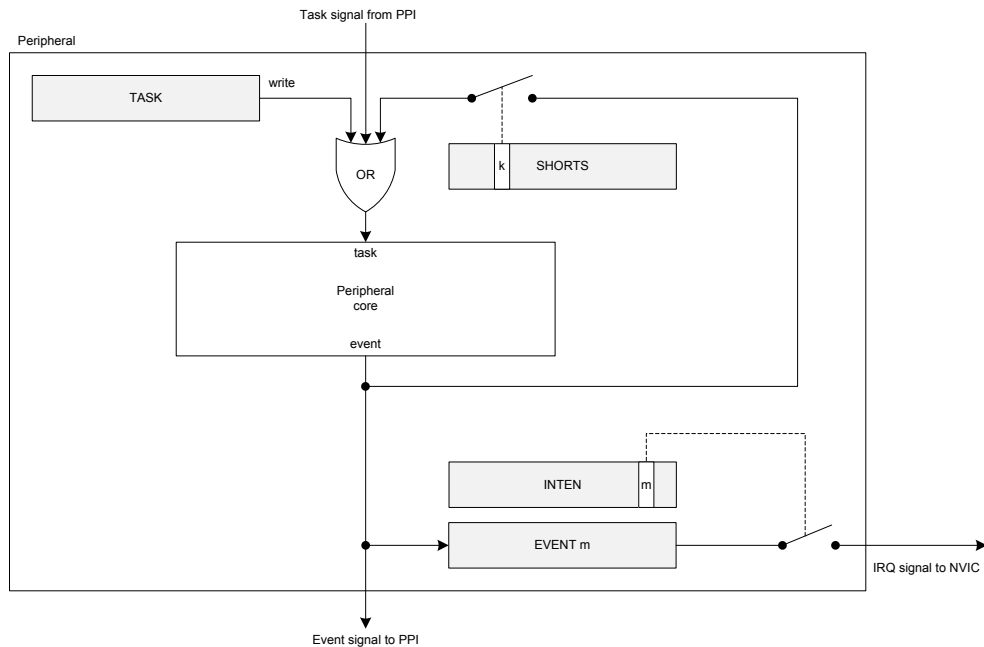 Task signal from PPI
Peripheral
write
TASK
k
SHORTS
OR
task
Peripheral
core
event
INTEN
m
EVENT m
IRQ signal to NVIC
Event signal to PPI